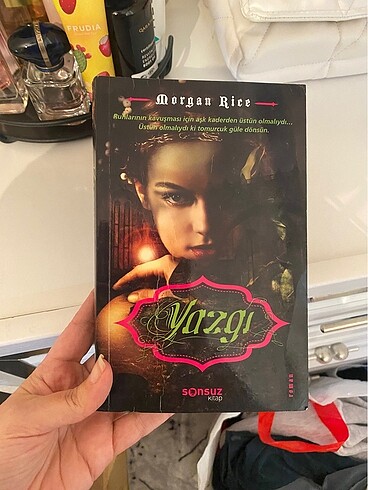 FRUDIA
Morgan Rice
Ruhlarının kavuşması için aşk kaderden üstün olmalıydı...
Üstün olmalıydı ki tomurcuk güle dönsün.
Yazgı
sonsuz
kitap
roman